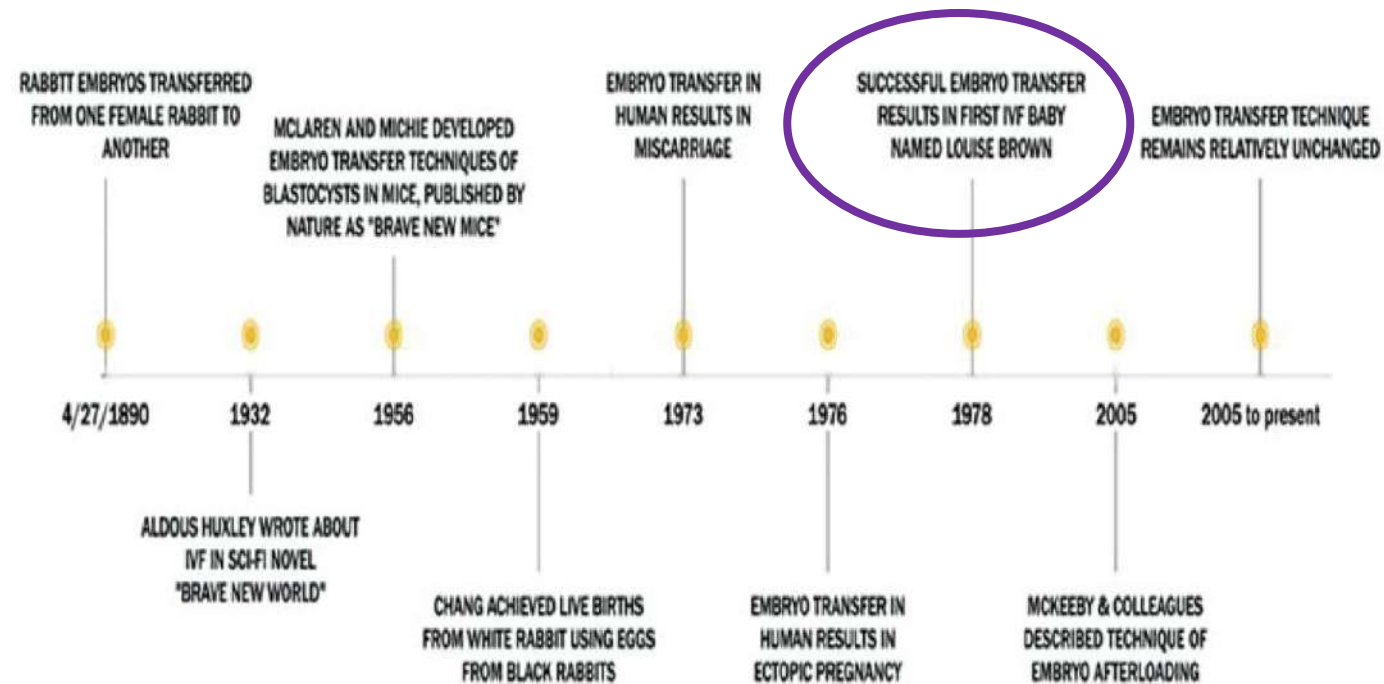 RABBTT EMBRYOS TRANSFERRED
FROM ONE FEMALE RABBIT TO
ANOTHER
MCLAREN AND MICHIE DEVELOPED
EMBRYO TRANSFER TECHNIQUES OF
BLASTOCYSTS IN MICE, PUBLISHED BY
NATURE AS "BRAVE NEW MICE"
EMBRYO TRANSFER IN
HUMAN RESULTS IN
MISCARRIAGE
SUCCESSFUL EMBRYO TRANSFER
RESULTS IN FIRST IVF BABY
NAMED LOUISE BROWN
EMBRYO TRANSFER TECHNIQUE
REMAINS RELATIVELY UNCHANGED
4/27/1890 1932 1956 1959 1973 1976 1978 2005 2005 to present
ALDOUS HUXLEY WROTE ABOUT
IVF IN SCI-FI NOVEL
"BRAVE NEW WORLD"
CHANG ACHIEVED LIVE BIRTHS
FROM WHITE RABBIT USING EGGS
FROM BLACK RABBITS
EMBRYO TRANSFER IN
HUMAN RESULTS IN
ECTOPIC PREGNANCY
MCKEEBY & COLLEAGUES
DESCRIBED TECHNIQUE OF
EMBRYO AFTERLOADING